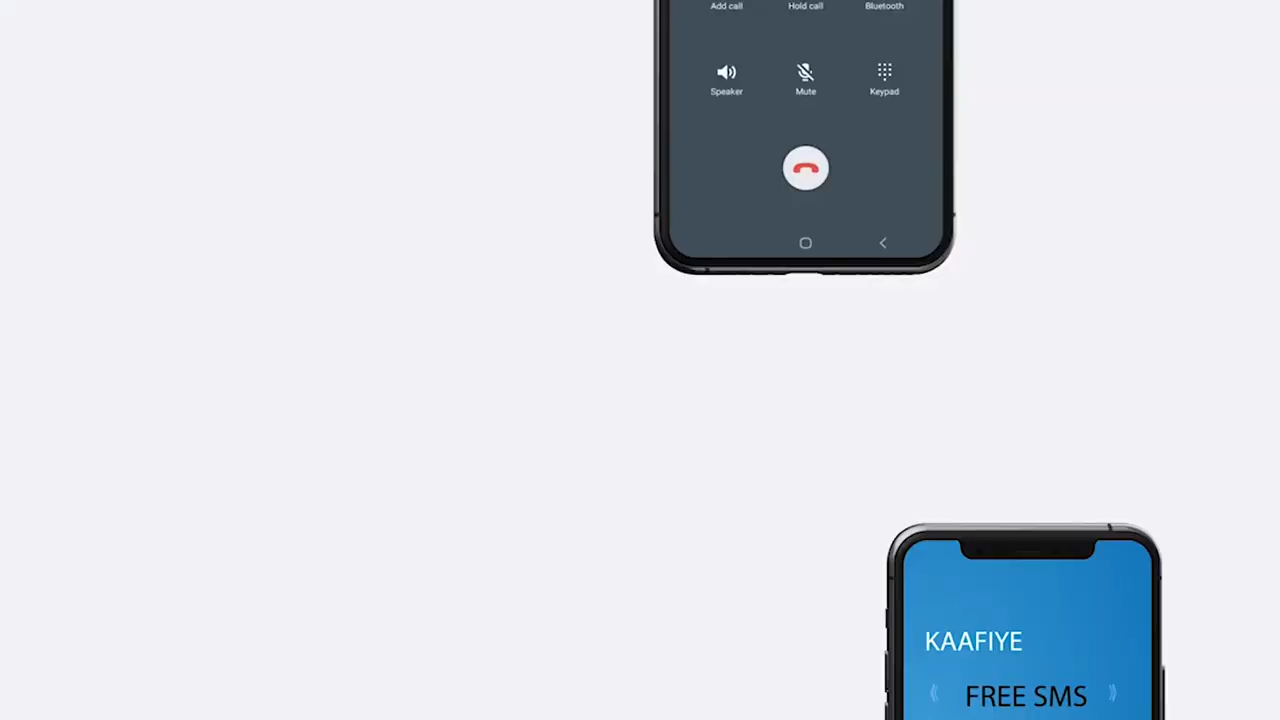 Add call Hold call Bluetooth
Speaker Mute Keypad
KAAFIYE
FREE SMS